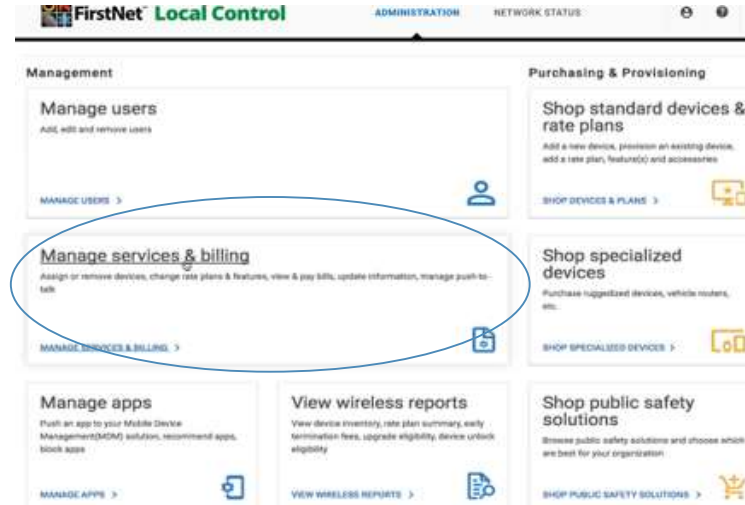 FirstNet™ Local Control
ADMINISTRATION
NETWORK STATUS
Management
Manage users
Add, edit and remove users
MANAGE USERS >
Manage services & billing
Assign or remove devices, change rate plans & features, view & pay bills, update information, manage push-to-
talk
MANAGE SERVICES & BILLING >
Manage apps
Push an app to your Mobile Device
Management(MDM) solution, recommend apps,
block apps
MANAGE APPS >
View wireless reports
View device inventory, rate plan summary, early
termination fees, upgrade eligibility, device unlock
eligibility
VIEW WIRELESS REPORTS >
Purchasing & Provisioning
Shop standard devices &
rate plans
Add a new device, provision an existing device,
add a rate plan, feature(s) and accessories
SHOP DEVICES & PLANS >
Shop specialized
devices
Purchase ruggedized devices, vehicle routers,
etc.
SHOP SPECIALIZED DEVICES >
Shop public safety
solutions
Browse public safety solutions and choose which
are best for your organization
SHOP PUBLIC SAFETY SOLUTIONS >